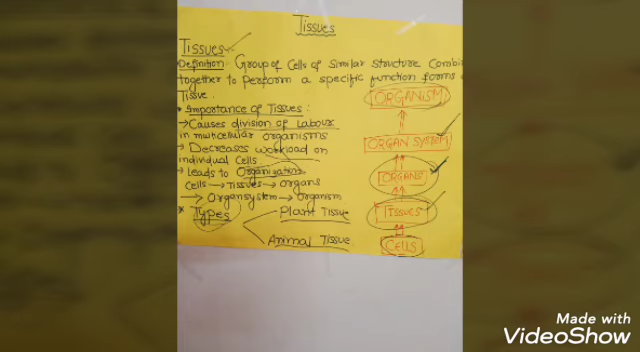 Tissues
TISSUES
Definition: Group of Cells of Similar Structure Combi
together to Perform a specific function forms
Tissue.
* Importance of Tissues:
→ Causes division of Labour
in multicellular organisms
→ Decreases workload on
individual Cells
→ Leads to Organization
Cells → Tissues → organs
→ Organsystem → Organism
* Types
Plant Tissue
Animal Tissue
ORGANISM
ORGAN SYSTEM
ORGANS
TISSUES
CELLS
Made with
VideoShow